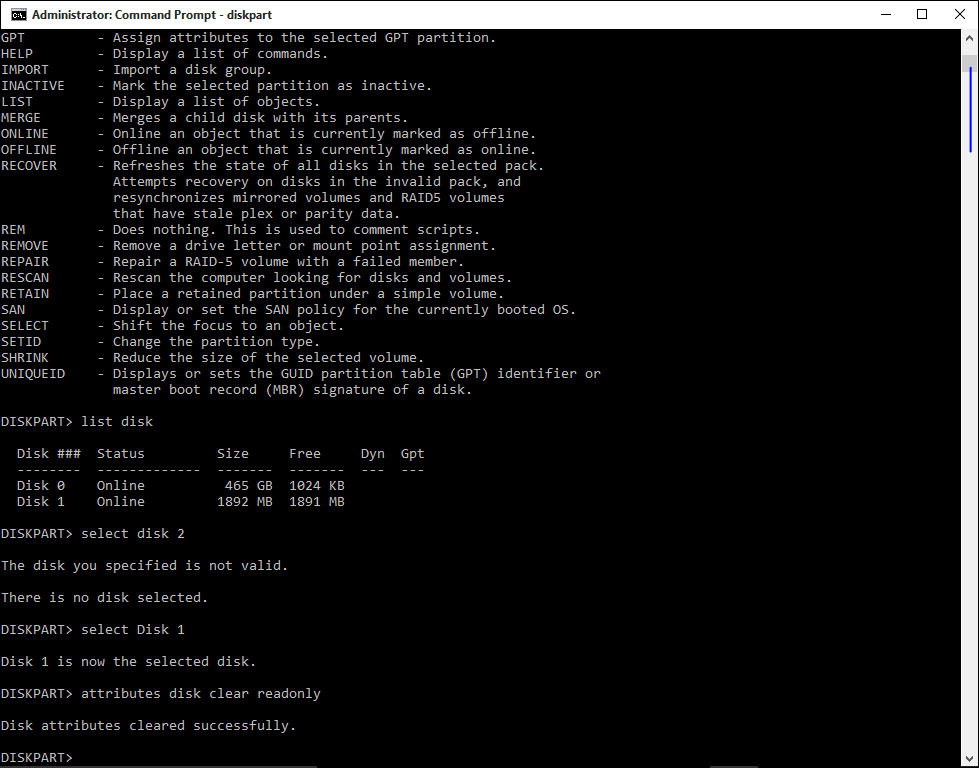 Administrator: Command Prompt - diskpart
GPT - Assign attributes to the selected GPT partition.
HELP - Display a list of commands.
IMPORT - Import a disk group.
INACTIVE - Mark the selected partition as inactive.
LIST - Display a list of objects.
MERGE - Merges a child disk with its parents.
ONLINE - Online an object that is currently marked as offline.
OFFLINE - Offline an object that is currently marked as online.
RECOVER - Refreshes the state of all disks in the selected pack.
Attempts recovery on disks in the invalid pack, and
resynchronizes mirrored volumes and RAID5 volumes
that have stale plex or parity data.
REM - Does nothing. This is used to comment scripts.
REMOVE - Remove a drive letter or mount point assignment.
REPAIR - Repair a RAID-5 volume with a failed member.
RESCAN - Rescan the computer looking for disks and volumes.
RETAIN - Place a retained partition under a simple volume.
SAN - Display or set the SAN policy for the currently booted OS.
SELECT - Shift the focus to an object.
SETID - Change the partition type.
SHRINK - Reduce the size of the selected volume.
UNIQUEID - Displays or sets the GUID partition table (GPT) identifier or
master boot record (MBR) signature of a disk.
DISKPART> list disk
Disk ### Status Size Free Dyn Gpt
-------- ------------- ------- ------- --- ---
Disk 0 Online 465 GB 1024 KB
Disk 1 Online 1892 MB 1891 MB
DISKPART> select disk 2
The disk you specified is not valid.
There is no disk selected.
DISKPART> select Disk 1
Disk 1 is now the selected disk.
DISKPART> attributes disk clear readonly
Disk attributes cleared successfully.
DISKPART>